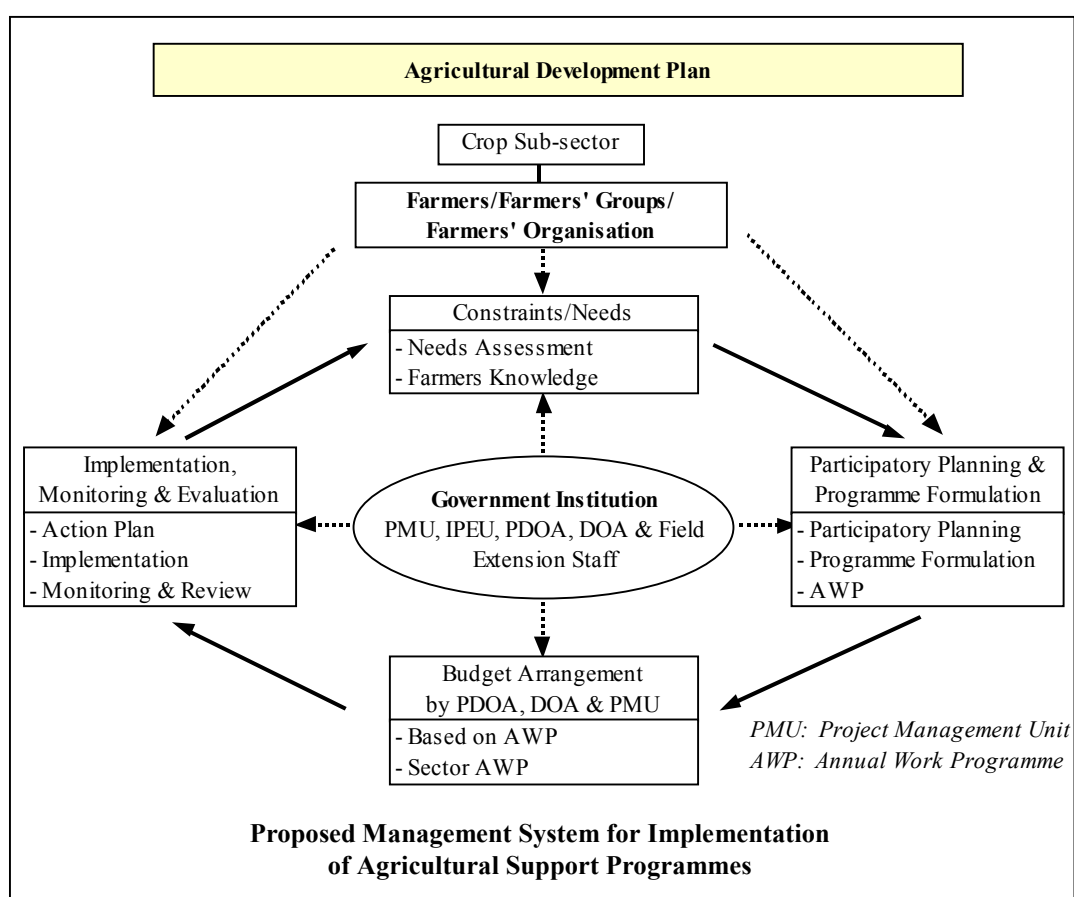 Agricultural Development Plan
Crop Sub-sector
Farmers/Farmers' Groups/
Farmers' Organisation
Constraints/Needs
- Needs Assessment
- Farmers Knowledge
Implementation,
Monitoring & Evaluation
- Action Plan
- Implementation
- Monitoring & Review
Government Institution
PMU, IPEU, PDOA, DOA & Field
Extension Staff
Participatory Planning &
Programme Formulation
- Participatory Planning
- Programme Formulation
- AWP
Budget Arrangement
by PDOA, DOA & PMU
- Based on AWP
- Sector AWP
PMU: Project Management Unit
AWP: Annual Work Programme
Proposed Management System for Implementation
of Agricultural Support Programmes